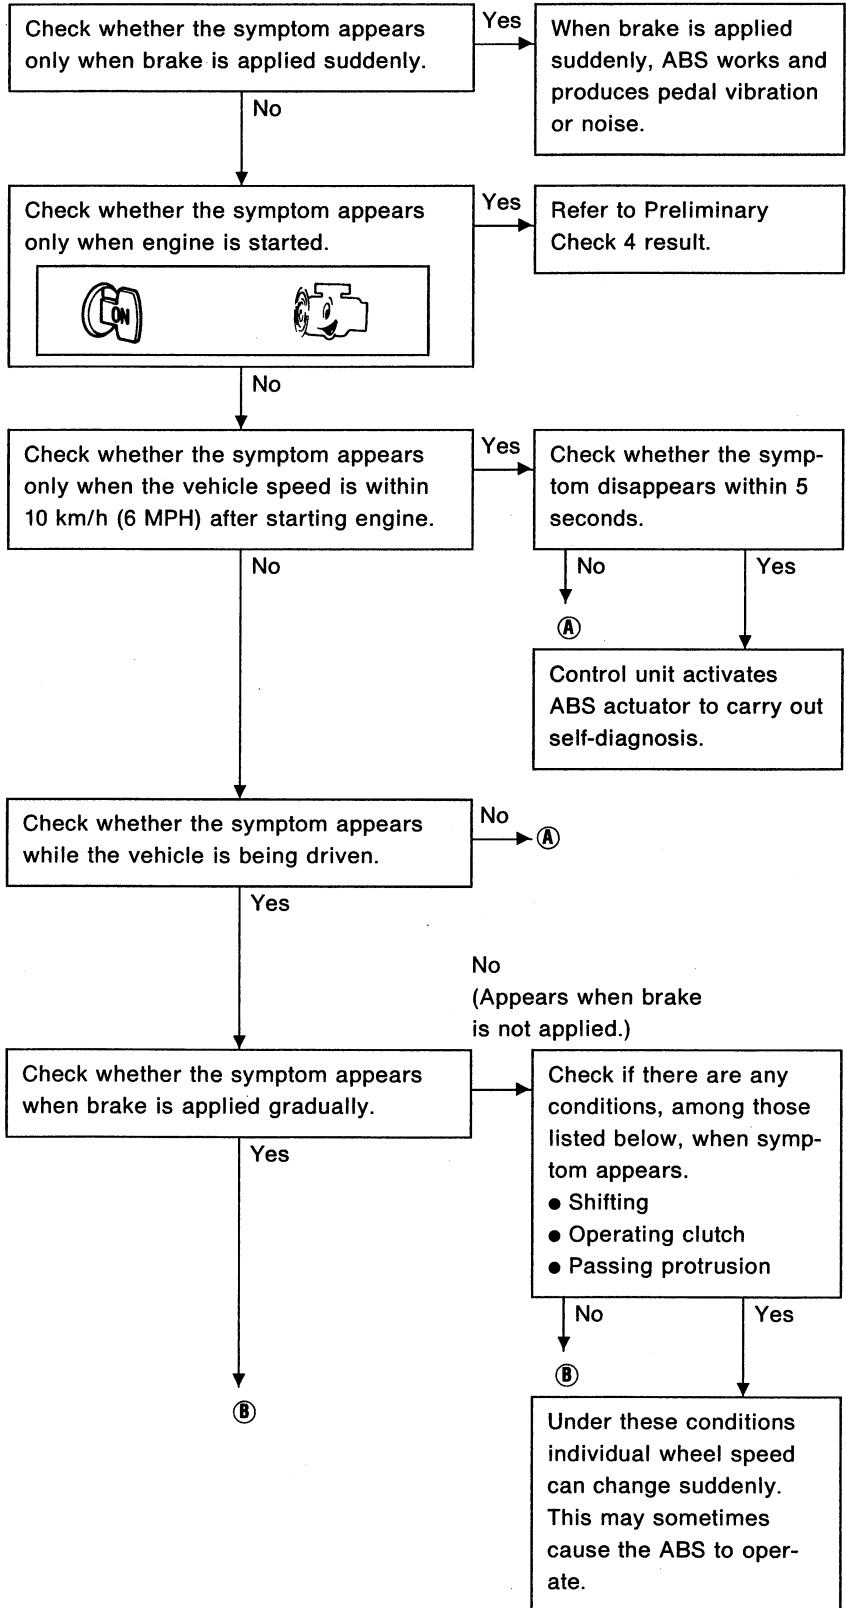 Check whether the symptom appears
only when brake is applied suddenly.
Yes
When brake is applied
suddenly, ABS works and
produces pedal vibration
or noise.
No
Check whether the symptom appears
only when engine is started.
ON
Yes
Refer to Preliminary
Check 4 result.
No
Check whether the symptom appears
only when the vehicle speed is within
10 km/h (6 MPH) after starting engine.
Yes
Check whether the symp-
tom disappears within 5
seconds.
No
Yes
No
A
Control unit activates
ABS actuator to carry out
self-diagnosis.
Check whether the symptom appears
while the vehicle is being driven.
No
A
Yes
No
(Appears when brake
is not applied.)
Check whether the symptom appears
when brake is applied gradually.
Check if there are any
conditions, among those
listed below, when symp-
tom appears.
● Shifting
● Operating clutch
● Passing protrusion
Yes
No
Yes
B
B
Under these conditions
individual wheel speed
can change suddenly.
This may sometimes
cause the ABS to oper-
ate.